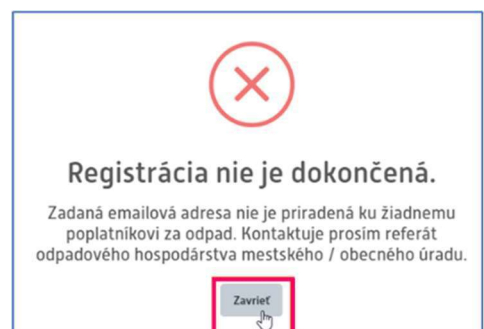 Registrácia nie je dokončená.
Zadaná emailová adresa nie je priradená ku žiadnemu
poplatníkovi za odpad. Kontaktuje prosím referát
odpadového hospodárstva mestského / obecného úradu.
Zavrieť